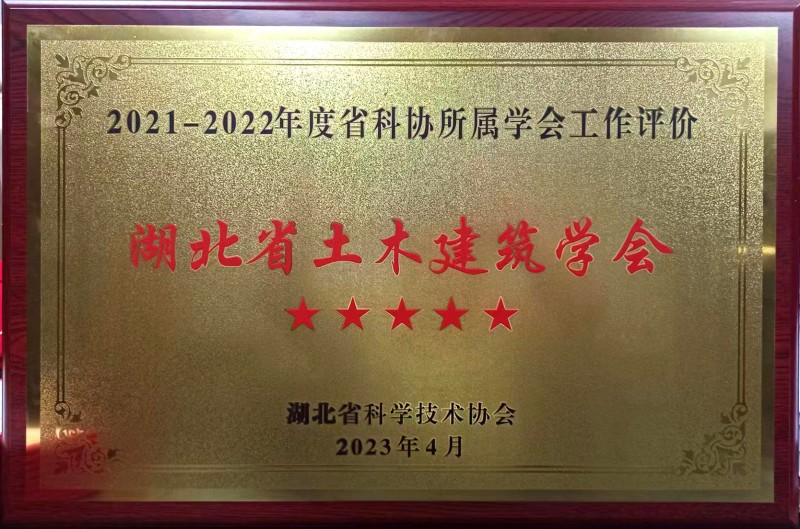 2021-2022年度省科协所属学会工作评价
湖北省土木建筑学会
★★★★★
湖北省科学技术协会
2023年4月